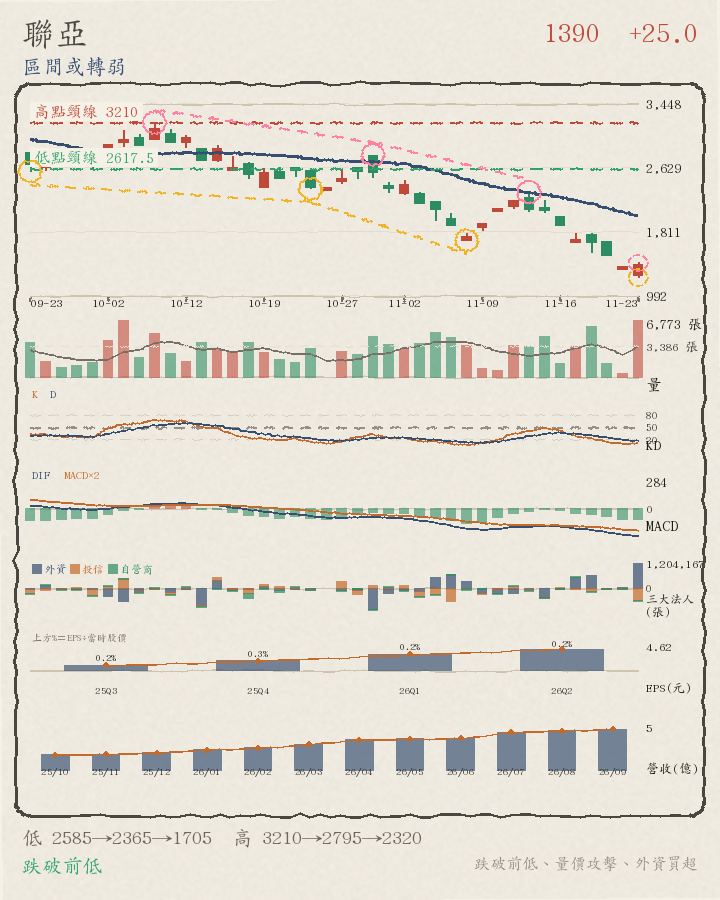 聯亞
1390 +25.0
區間或轉弱
高點頸線 3210
3,448
低點頸線 2617.5
2,629
1,811
992
09-23 10-02 10-12 10-19 10-27 11-02 11-09 11-16 11-23
6,773 張
3,386 張
量
K D
80
50
20
KD
DIF MACD×2
284
0
MACD
外資 投信 自營商
1,204,167
0
三大法人
(張)
上方%=EPS÷當時股價
0.2% 0.3% 0.2% 0.2%
4.62
25Q3 25Q4 26Q1 26Q2
EPS(元)
5
25/10 25/11 25/12 26/01 26/02 26/03 26/04 26/05 26/06 26/07 26/08 26/09
營收(億)
低 2585→2365→1705 高 3210→2795→2320
跌破前低
跌破前低、量價攻擊、外資買超